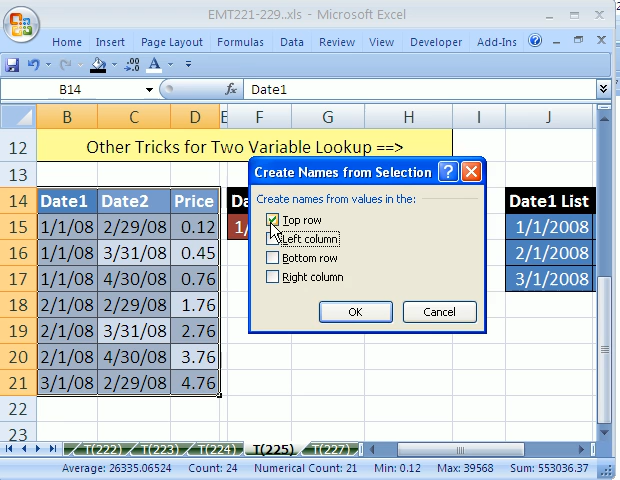 EMT221-229..xls - Microsoft Excel
Home Insert Page Layout Formulas Data Review View Developer Add-Ins
B14 fx Date1
B C D E F G H I J
12 Other Tricks for Two Variable Lookup ==>
13
14 Date1 Date2 Price Da Date1 List
15 1/1/08 2/29/08 0.12 1/ 1/1/2008
16 1/1/08 3/31/08 0.45 2/1/2008
17 1/1/08 4/30/08 0.76 3/1/2008
18 2/1/08 2/29/08 1.76
19 2/1/08 3/31/08 2.76
20 2/1/08 4/30/08 3.76
21 3/1/08 2/29/08 4.76
22
23
Create Names from Selection
Create names from values in the:
Top row
Left column
Bottom row
Right column
OK Cancel
T(222) T(223) T(224) T(225) T(227)
Average: 26335.06524 Count: 24 Numerical Count: 21 Min: 0.12 Max: 39568 Sum: 553036.37